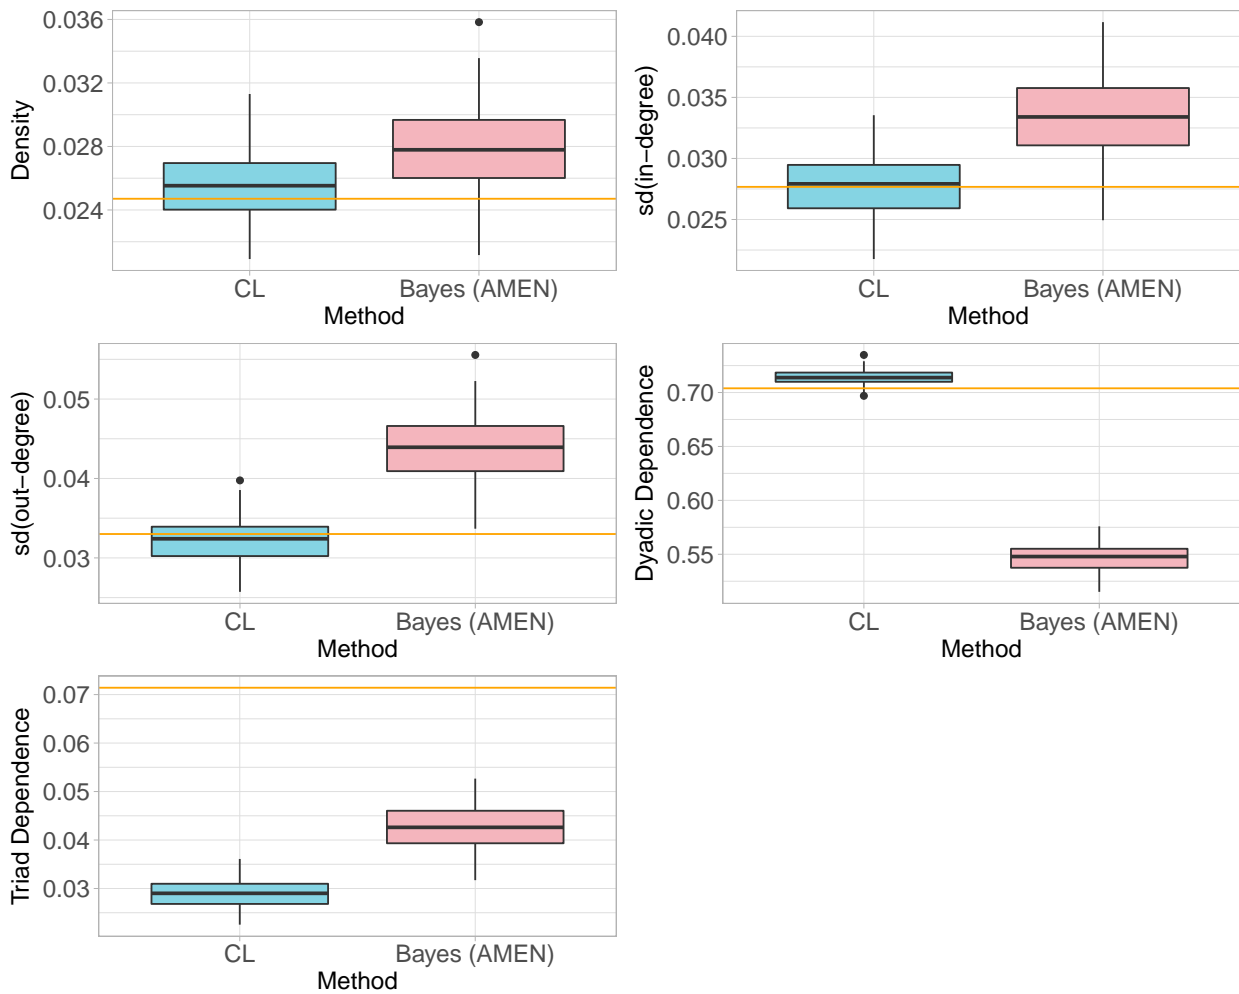 Density
0.036
0.032
0.028
0.024
CL
Bayes (AMEN)
Method
sd(in−degree)
0.040
0.035
0.030
0.025
CL
Bayes (AMEN)
Method
sd(out−degree)
0.05
0.04
0.03
CL
Bayes (AMEN)
Method
Dyadic Dependence
0.70
0.65
0.60
0.55
CL
Bayes (AMEN)
Method
Triad Dependence
0.07
0.06
0.05
0.04
0.03
CL
Bayes (AMEN)
Method